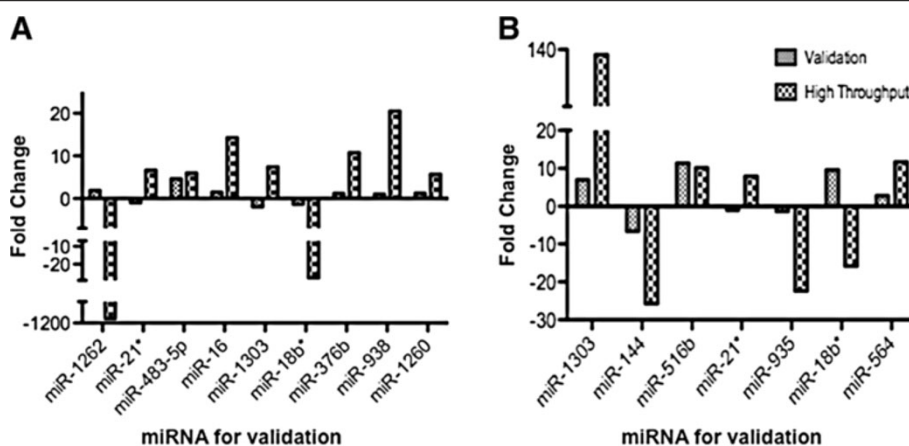 A
Fold Change
20
10
0
-10
-20
-1200
miR-1262
miR-21*
miR-483-5p
miR-16
miR-1303
miR-18b*
miR-376b
miR-938
miR-1260
miRNA for validation
B
Fold Change
140
20
10
0
-10
-20
-30
Validation
High Throughput
miR-1303
miR-144
miR-516b
miR-21*
miR-935
miR-18b*
miR-564
miRNA for validation